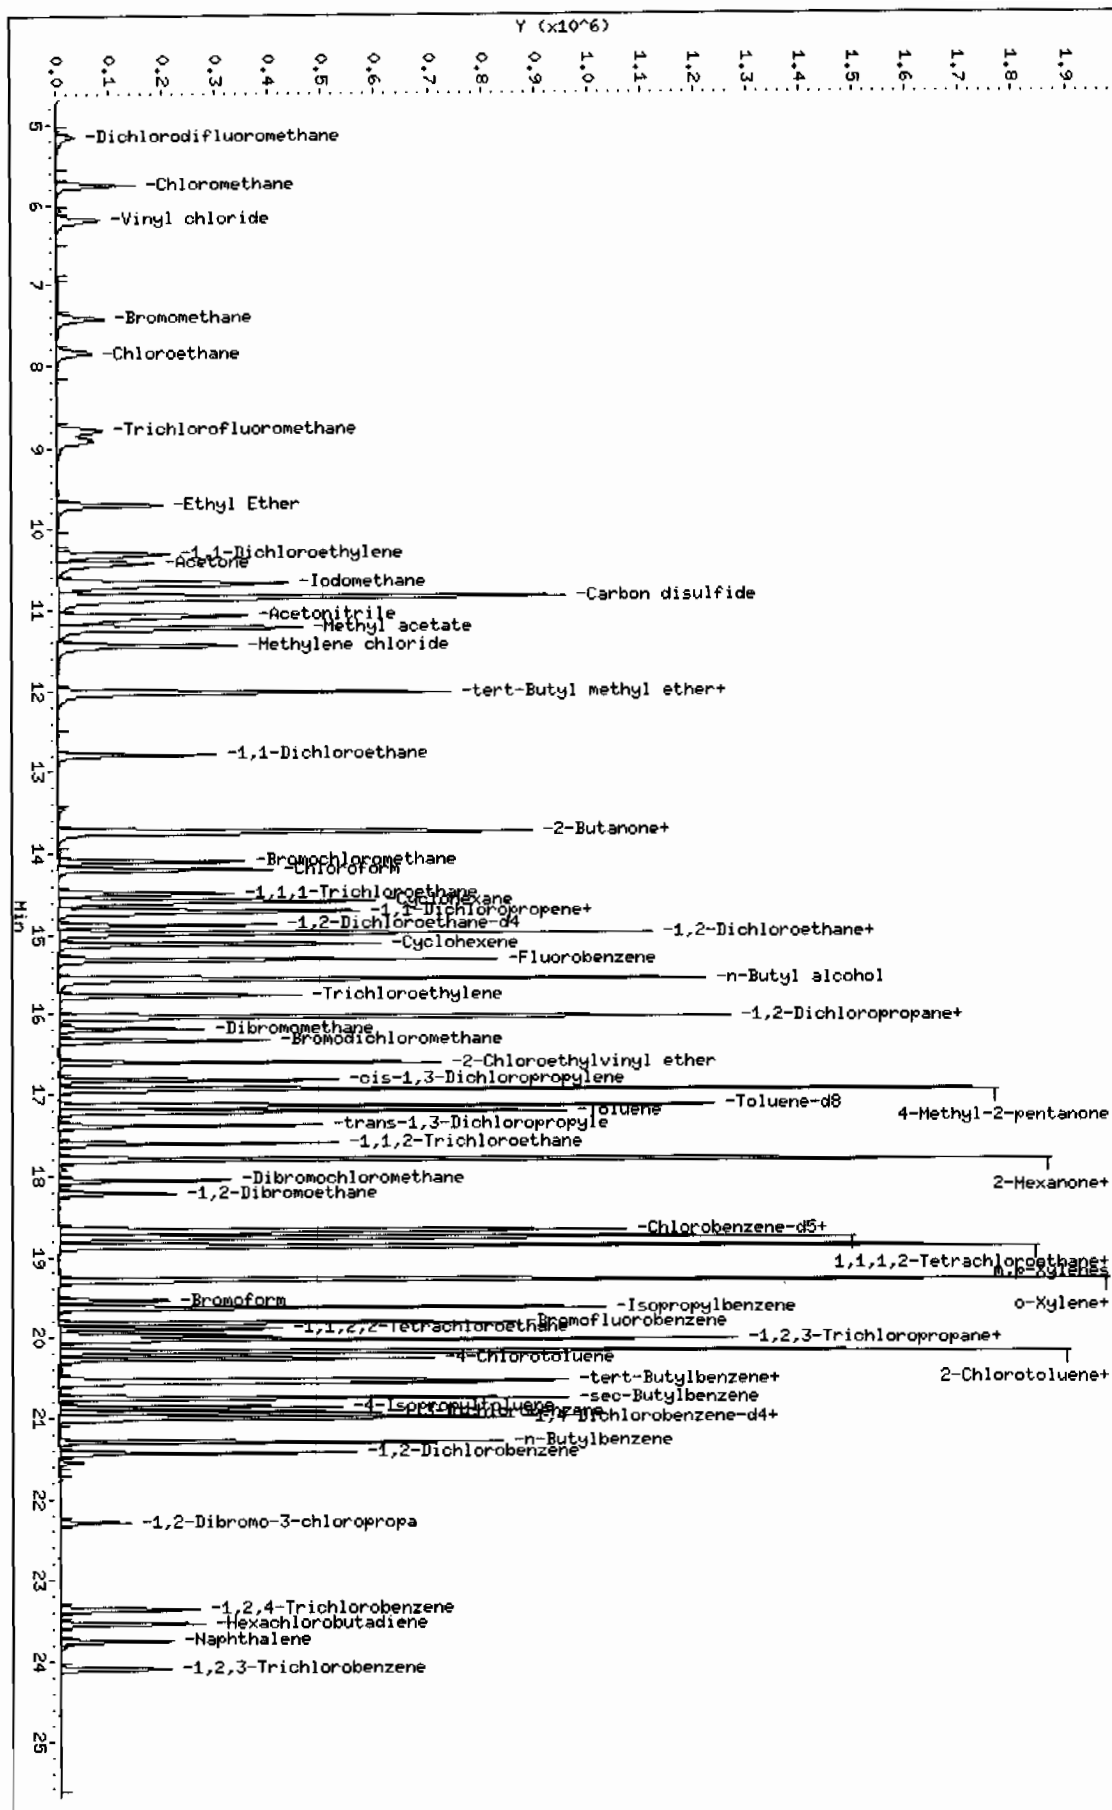 Y (x10^6)
0.0
0.1
0.2
0.3
0.4
0.5
0.6
0.7
0.8
0.9
1.0
1.1
1.2
1.3
1.4
1.5
1.6
1.7
1.8
1.9
5
-Dichlorodifluoromethane
-Chloromethane
6
-Vinyl chloride
7
-Bromomethane
-Chloroethane
8
-Trichlorofluoromethane
9
-Ethyl Ether
10
-1,1-Dichloroethylene
-Acetone
-Iodomethane
-Carbon disulfide
11
-Acetonitrile
-Methyl acetate
-Methylene chloride
12
-tert-Butyl methyl ether+
-1,1-Dichloroethane
13
-2-Butanone+
14
-Bromochloromethane
-Chloroform
-1,1,1-Trichloroethane
-Cyclohexane
-1,1-Dichloropropene+
Min
-1,2-Dichloroethane-d4
-1,2-Dichloroethane+
15
-Cyclohexene
-Fluorobenzene
-n-Butyl alcohol
-Trichloroethylene
16
-1,2-Dichloropropane+
-Dibromomethane
-Bromodichloromethane
-2-Chloroethylvinyl ether
-cis-1,3-Dichloropropylene
17
-Toluene-d8
-Toluene
4-Methyl-2-pentanone
-trans-1,3-Dichloropropyle
-1,1,2-Trichloroethane
18
-Dibromochloromethane
2-Hexanone+
-1,2-Dibromoethane
-Chlorobenzene-d5+
19
1,1,1,2-Tetrachloroethane+
m,p-Xylenes
-Bromoform
-Isopropylbenzene
o-Xylene+
-Bromofluorobenzene
-1,1,2,2-Tetrachloroethane
20
-1,2,3-Trichloropropane+
-4-Chlorotoluene
2-Chlorotoluene+
-tert-Butylbenzene+
-sec-Butylbenzene
-4-Isopropyltoluene
-1,3-Dichlorobenzene
21
-1,4-Dichlorobenzene-d4+
-n-Butylbenzene
-1,2-Dichlorobenzene
22
-1,2-Dibromo-3-chloropropa
23
-1,2,4-Trichlorobenzene
-Hexachlorobutadiene
-Naphthalene
24
-1,2,3-Trichlorobenzene
25